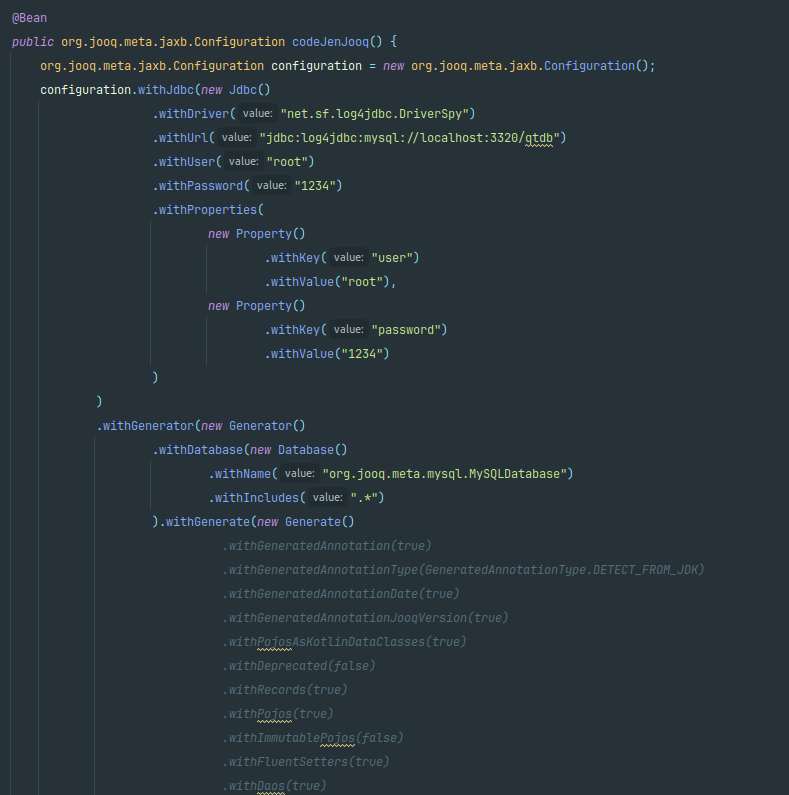 @Bean
public org.jooq.meta.jaxb.Configuration codeJenJooq() {
org.jooq.meta.jaxb.Configuration configuration = new org.jooq.meta.jaxb.Configuration();
configuration.withJdbc(new Jdbc()
.withDriver( value: "net.sf.log4jdbc.DriverSpy")
.withUrl( value: "jdbc:log4jdbc:mysql://localhost:3320/qtdb")
.withUser( value: "root")
.withPassword( value: "1234")
.withProperties(
new Property()
.withKey( value: "user")
.withValue("root"),
new Property()
.withKey( value: "password")
.withValue("1234")
)
)
.withGenerator(new Generator()
.withDatabase(new Database()
.withName( value: "org.jooq.meta.mysql.MySQLDatabase")
.withIncludes( value: ".*")
).withGenerate(new Generate()
.withGeneratedAnnotation(true)
.withGeneratedAnnotationType(GeneratedAnnotationType.DETECT_FROM_JDK)
.withGeneratedAnnotationDate(true)
.withGeneratedAnnotationJooqVersion(true)
.withPojosAsKotlinDataClasses(true)
.withDeprecated(false)
.withRecords(true)
.withPojos(true)
.withImmutablePojos(false)
.withFluentSetters(true)
.withDaos(true)